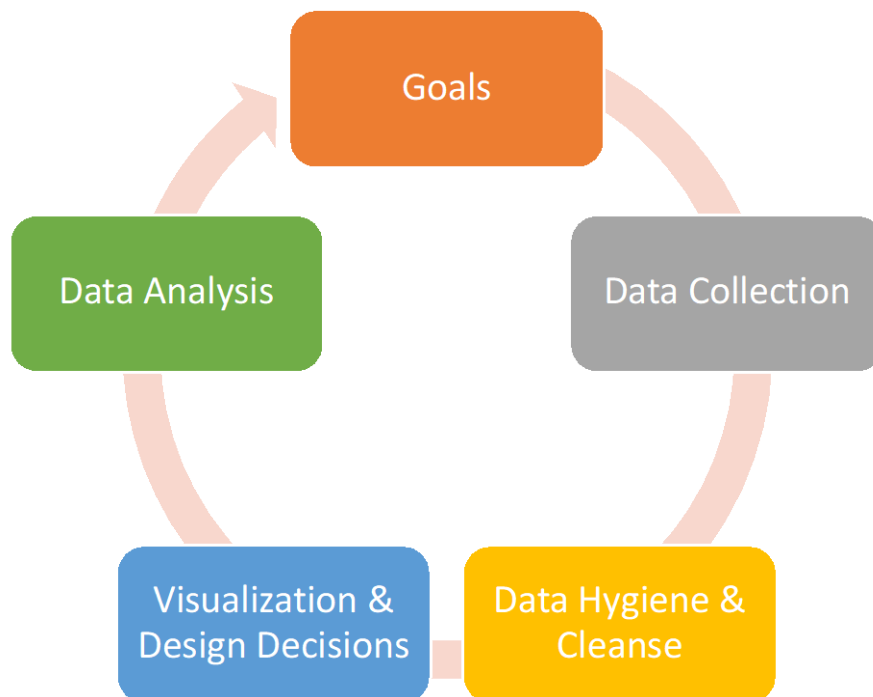 Goals
Data Collection
Data Hygiene &
Cleanse
Visualization &
Design Decisions
Data Analysis